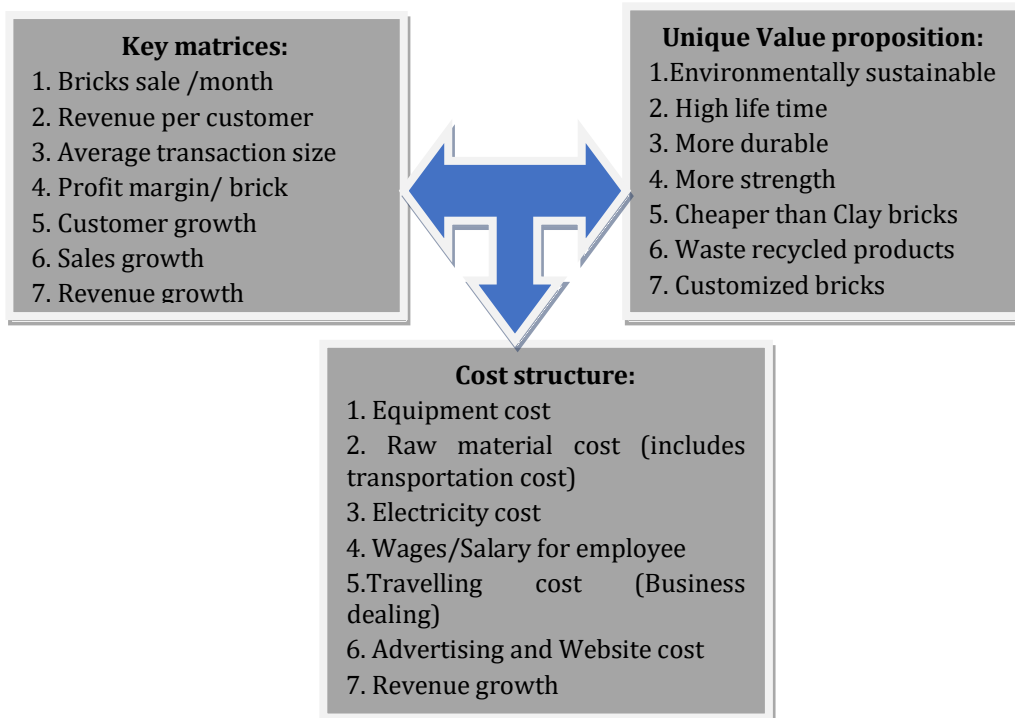 Key matrices:
1. Bricks sale /month
2. Revenue per customer
3. Average transaction size
4. Profit margin/ brick
5. Customer growth
6. Sales growth
7. Revenue growth
Unique Value proposition:
1.Environmentally sustainable
2. High life time
3. More durable
4. More strength
5. Cheaper than Clay bricks
6. Waste recycled products
7. Customized bricks
Cost structure:
1. Equipment cost
2. Raw material cost (includes
transportation cost)
3. Electricity cost
4. Wages/Salary for employee
5.Travelling cost (Business
dealing)
6. Advertising and Website cost
7. Revenue growth